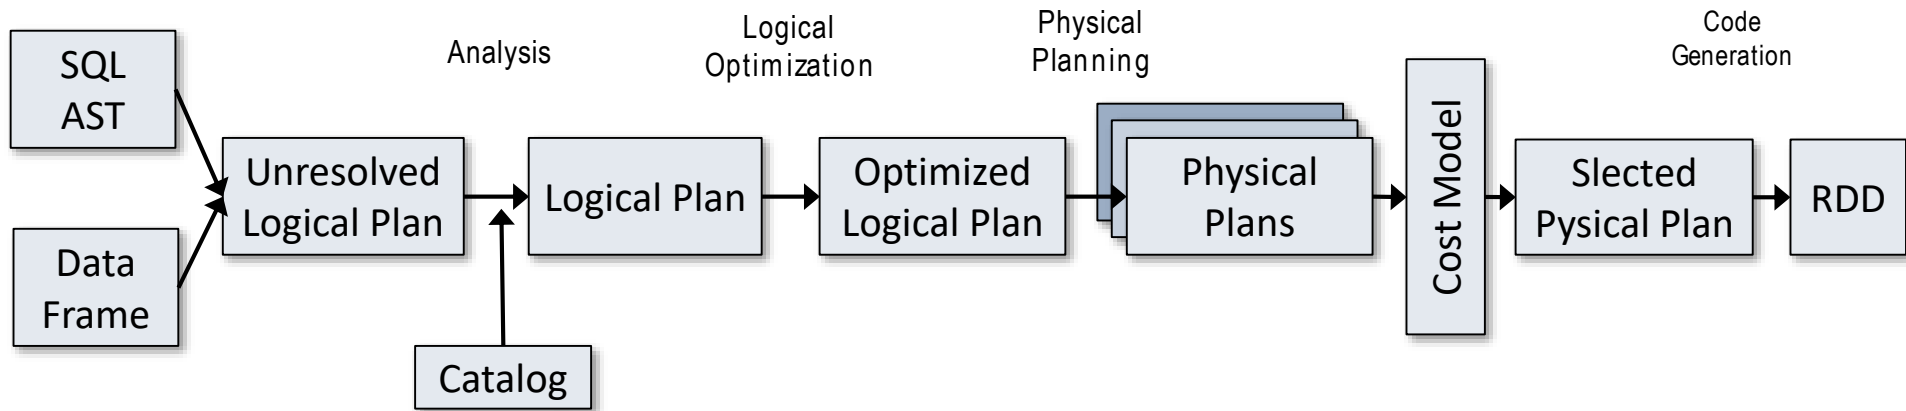 Analysis
Logical
Optimization
Physical
Planning
Code
Generation
SQL
AST
Data
Frame
Unresolved
Logical Plan
Catalog
Logical Plan
Optimized
Logical Plan
Physical
Plans
Cost Model
Slected
Pysical Plan
RDD